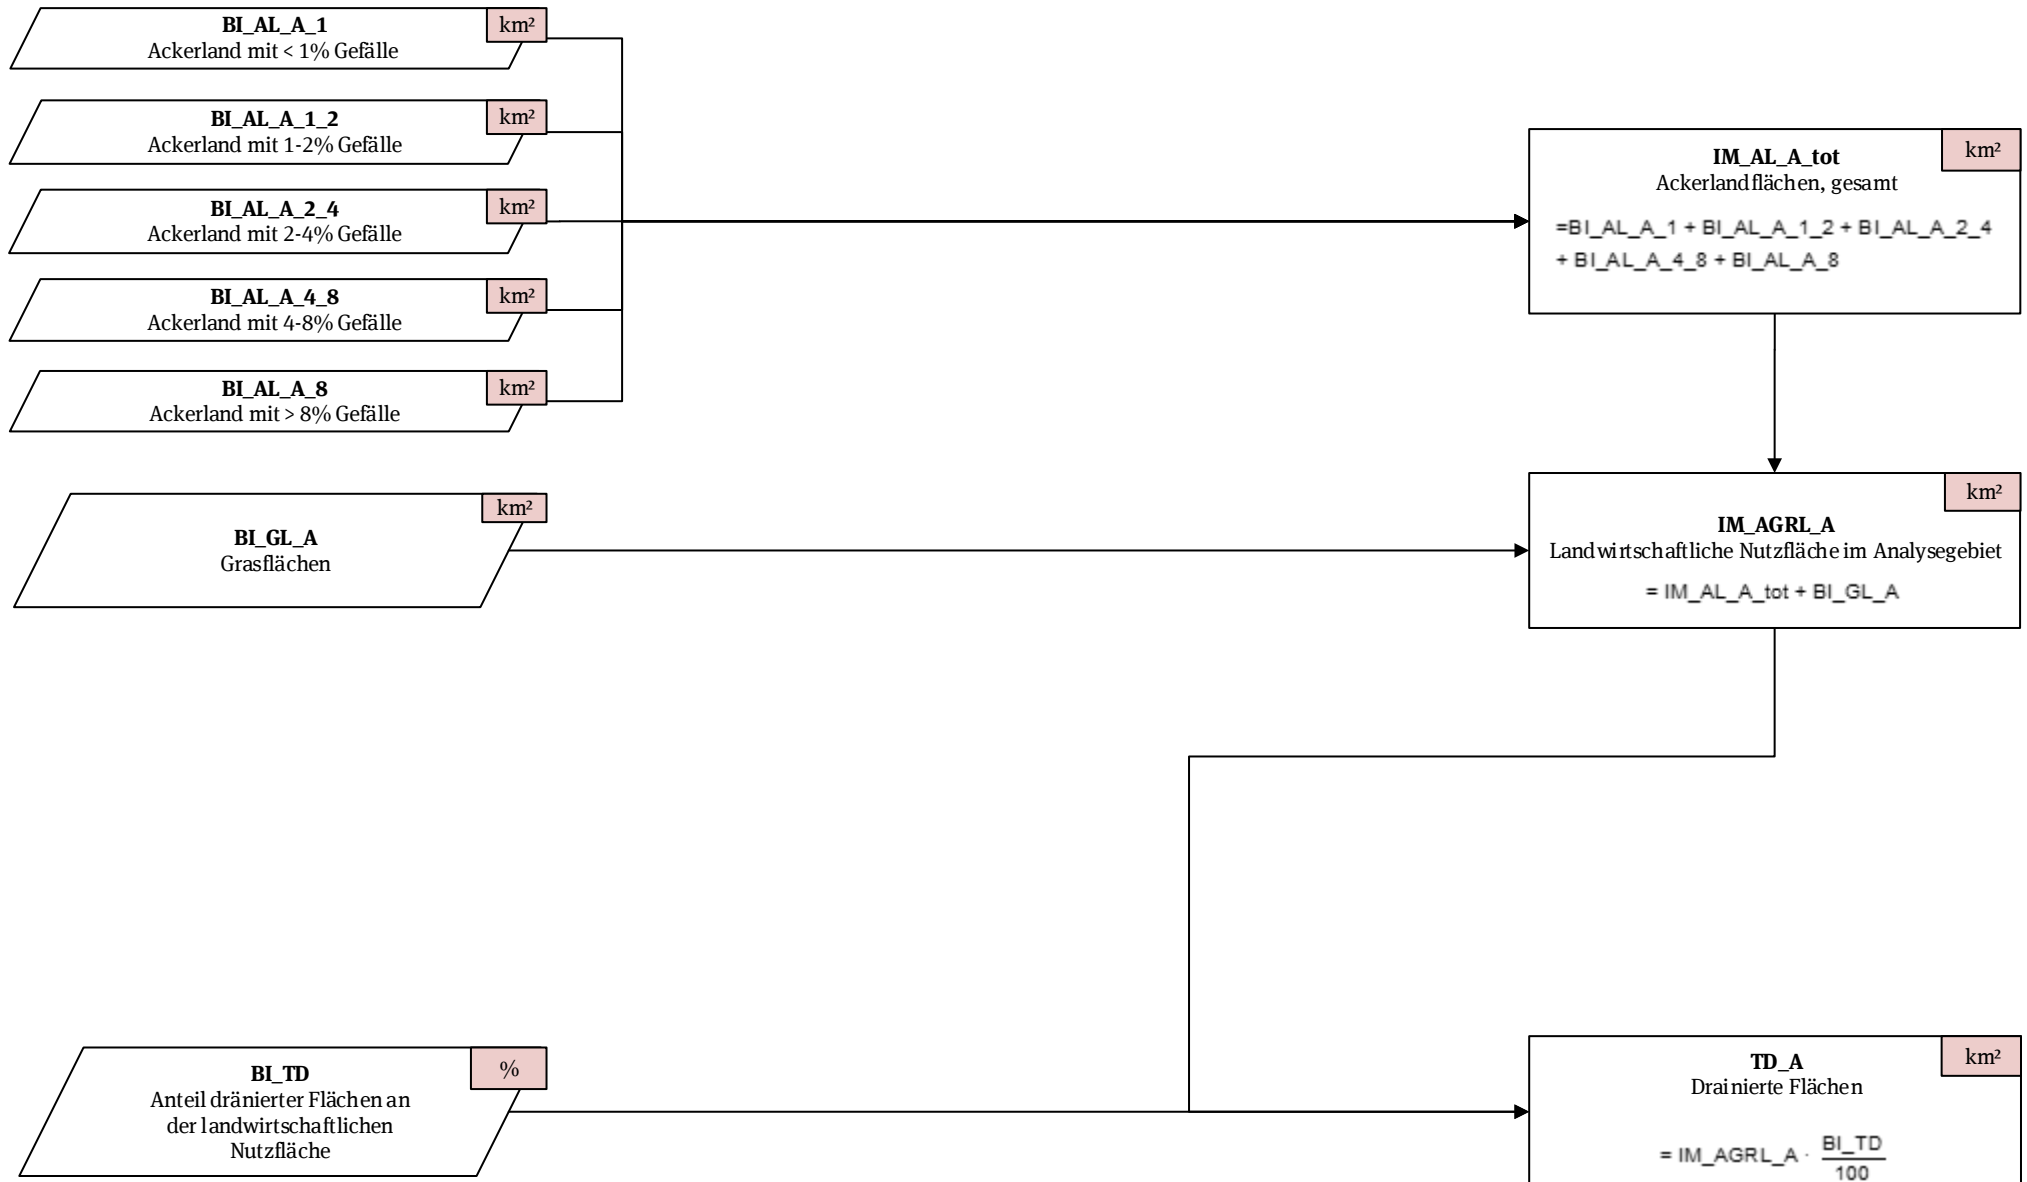 BI_AL_A_1
km²
Ackerland mit < 1% Gefälle
BI_AL_A_1_2
km²
Ackerland mit 1-2% Gefälle
BI_AL_A_2_4
km²
Ackerland mit 2-4% Gefälle
BI_AL_A_4_8
km²
Ackerland mit 4-8% Gefälle
BI_AL_A_8
km²
Ackerland mit > 8% Gefälle
IM_AL_A_tot
km²
Ackerlandflächen, gesamt
=BI_AL_A_1 + BI_AL_A_1_2 + BI_AL_A_2_4
+ BI_AL_A_4_8 + BI_AL_A_8
BI_GL_A
km²
Grasflächen
km²
IM_AGRL_A
Landwirtschaftliche Nutzfläche im Analysegebiet
= IM_AL_A_tot + BI_GL_A
BI_TD
%
Anteil dränierter Flächen an
der landwirtschaftlichen
Nutzfläche
TD_A
km²
Drainierte Flächen
= IM_AGRL_A · BI_TD
100